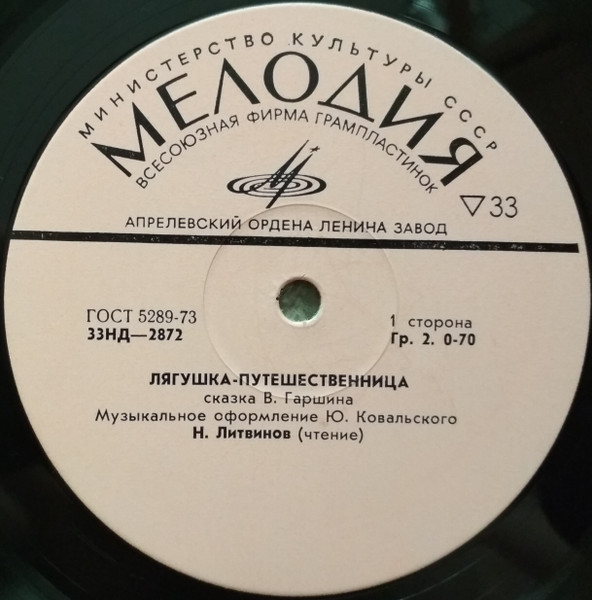 МИНИСТЕРСТВО КУЛЬТУРЫ СССР
МЕЛОДИЯ
ВСЕСОЮЗНАЯ ФИРМА ГРАМПЛАСТИНОК
▽33
АПРЕЛЕВСКИЙ ОРДЕНА ЛЕНИНА ЗАВОД
ГОСТ 5289-73
33НД—2872
1 сторона
Гр. 2. 0-70
ЛЯГУШКА-ПУТЕШЕСТВЕННИЦА
сказка В. Гаршина
Музыкальное оформление Ю. Ковальского
Н. Литвинов (чтение)